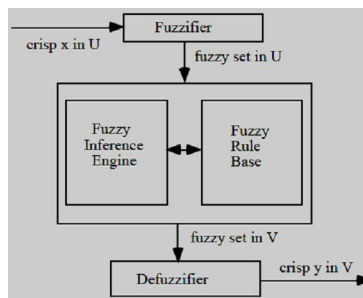 Fuzzifier
crisp x in U
fuzzy set in U
Fuzzy
Inference
Engine
Fuzzy
Rule
Base
fuzzy set in V
Defuzzifier
crisp y in V